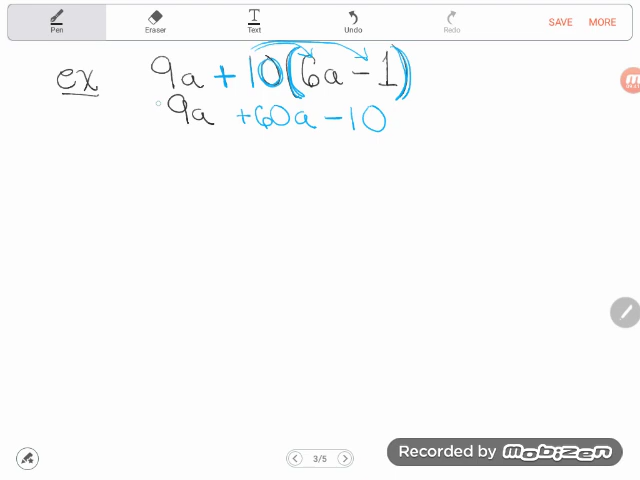 Pen Eraser Text Undo Redo SAVE MORE
ex 9a + 10(6a - 1)
9a + 60a - 10
3/5
Recorded by mobizen